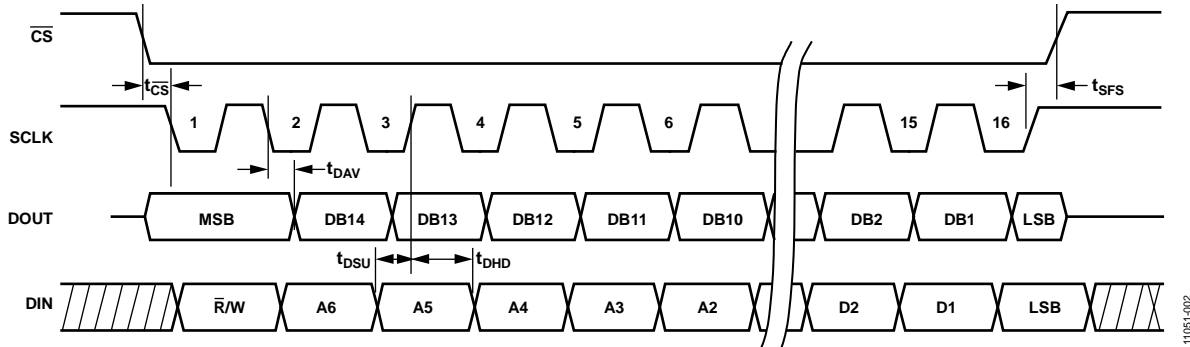 CS
tCS
tSFS
SCLK 1 2 3 4 5 6 15 16
tDAV
DOUT MSB DB14 DB13 DB12 DB11 DB10 DB2 DB1 LSB
tDSU tDHD
DIN R/W A6 A5 A4 A3 A2 D2 D1 LSB
11051-002